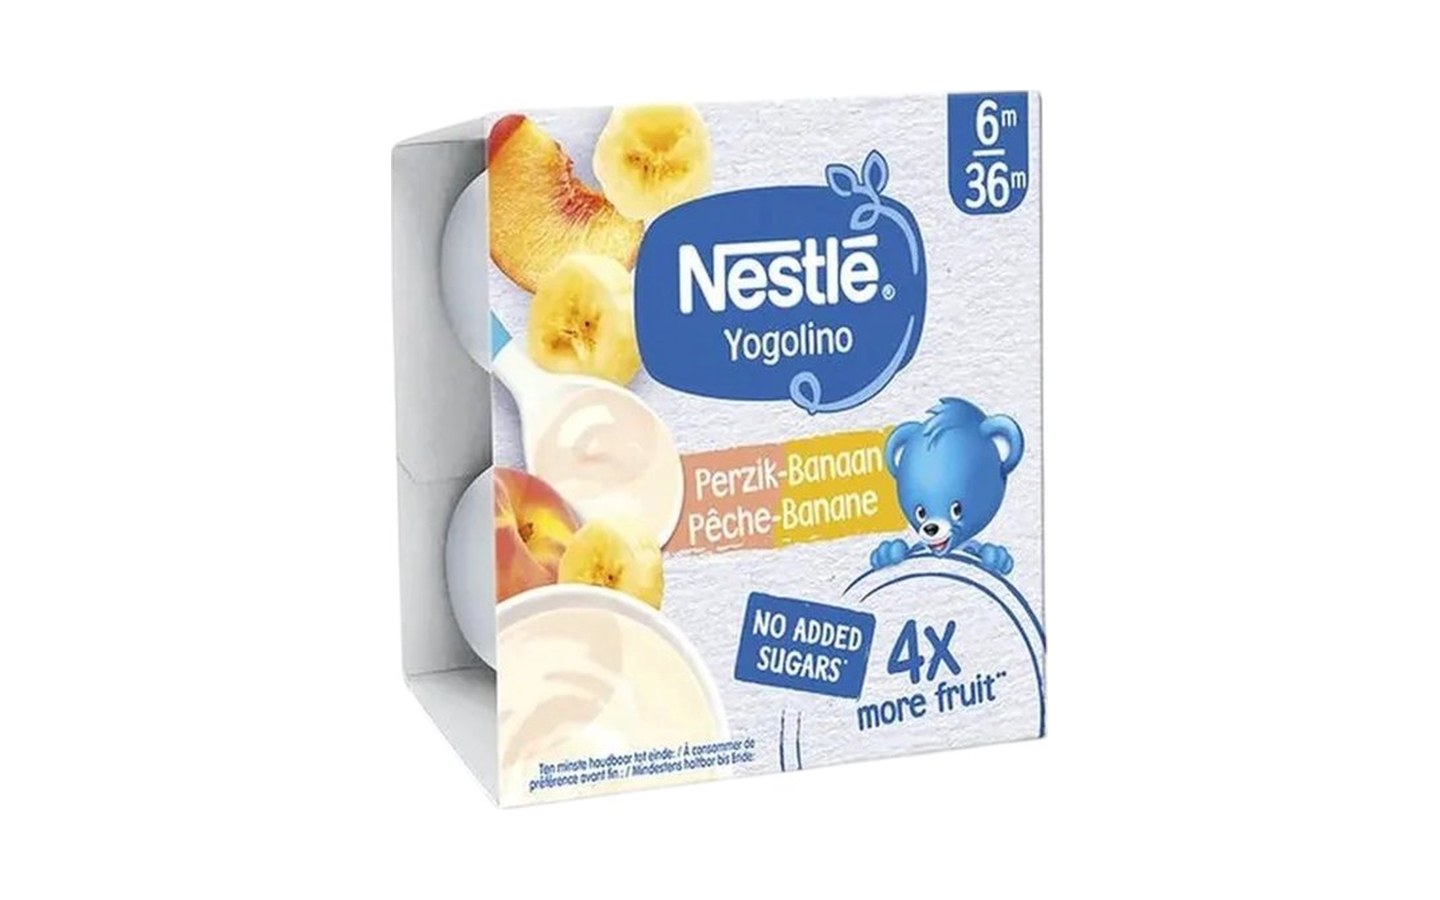 6m
36m
Nestlé®
Yogolino
Perzik-Banaan
Pêche-Banane
NO ADDED
SUGARS*
4X
more fruit**
Ten minste houdbaar tot einde: / À consommer de
préférence avant fin : / Mindestens haltbar bis Ende: